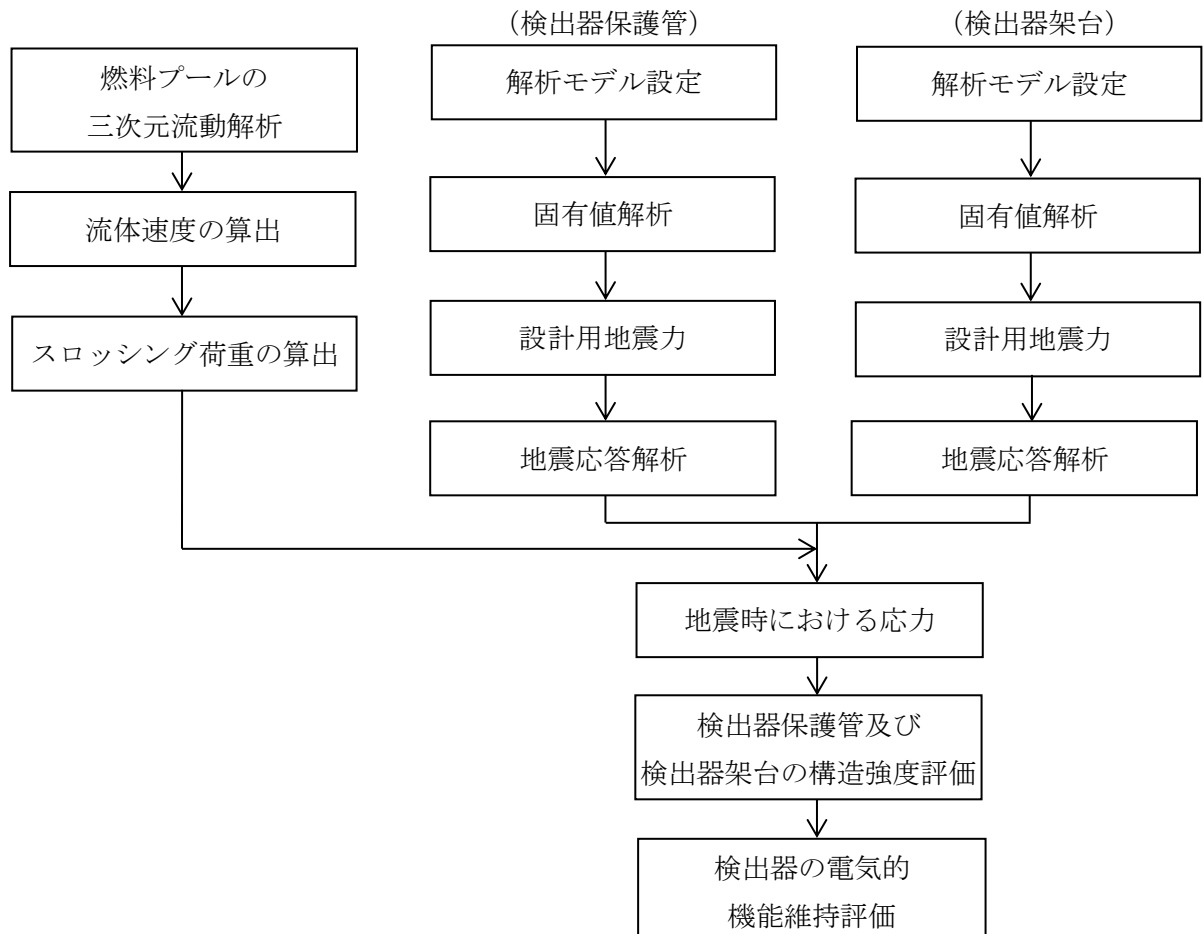 燃料プールの
三次元流動解析
流体速度の算出
スロッシング荷重の算出
（検出器保護管）
解析モデル設定
固有値解析
設計用地震力
地震応答解析
（検出器架台）
解析モデル設定
固有値解析
設計用地震力
地震応答解析
地震時における応力
検出器保護管及び
検出器架台の構造強度評価
検出器の電気的
機能維持評価